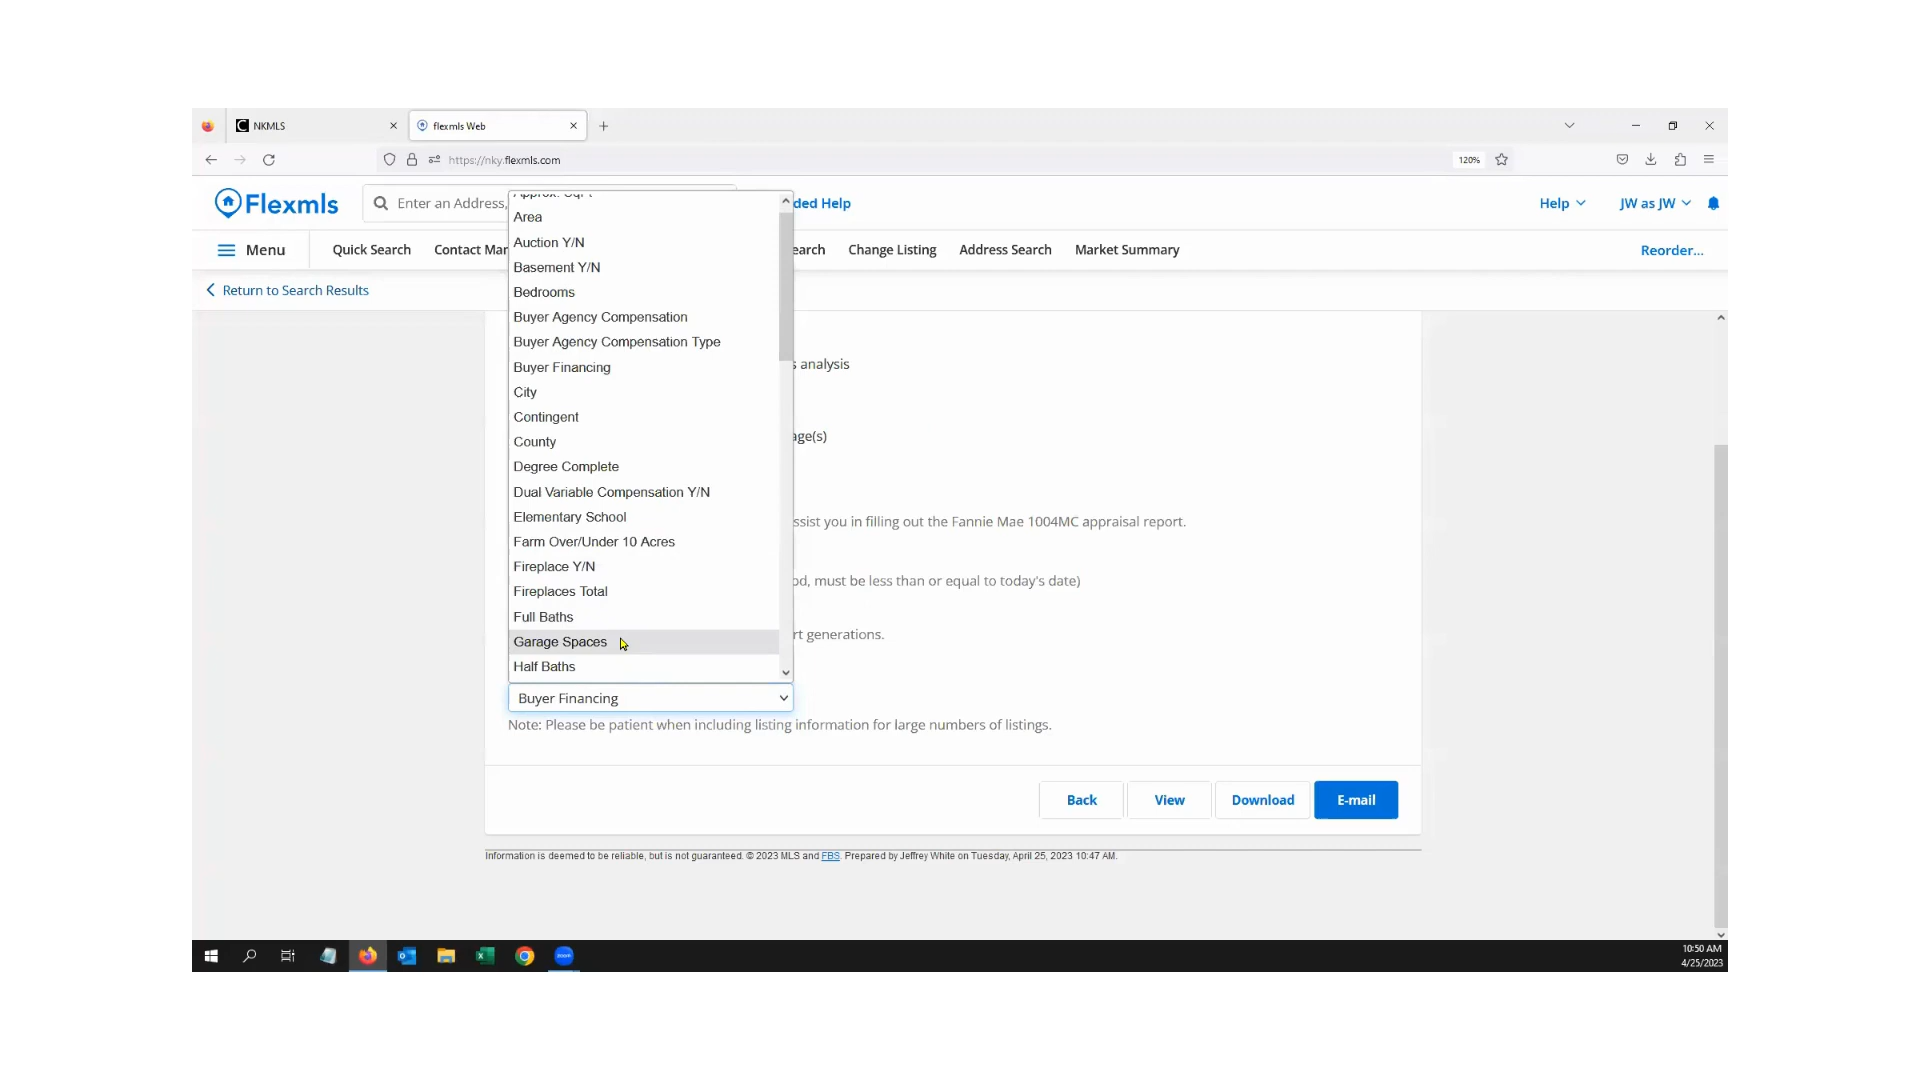 NKMLS
flexmls Web
https://nky.flexmls.com
120%
Flexmls
Enter an Address,
ded Help
Help
JW as JW
Menu
Quick Search
Contact Mar
earch
Change Listing
Address Search
Market Summary
Reorder...
Return to Search Results
Approx. SqFt
Area
Auction Y/N
Basement Y/N
Bedrooms
Buyer Agency Compensation
Buyer Agency Compensation Type
Buyer Financing
City
Contingent
County
Degree Complete
Dual Variable Compensation Y/N
Elementary School
Farm Over/Under 10 Acres
Fireplace Y/N
Fireplaces Total
Full Baths
Garage Spaces
Half Baths
s analysis
age(s)
ssist you in filling out the Fannie Mae 1004MC appraisal report.
od, must be less than or equal to today's date)
rt generations.
Buyer Financing
Note: Please be patient when including listing information for large numbers of listings.
Back
View
Download
E-mail
Information is deemed to be reliable, but is not guaranteed. © 2023 MLS and FBS. Prepared by Jeffrey White on Tuesday, April 25, 2023 10:47 AM.
zoom
10:50 AM
4/25/2023